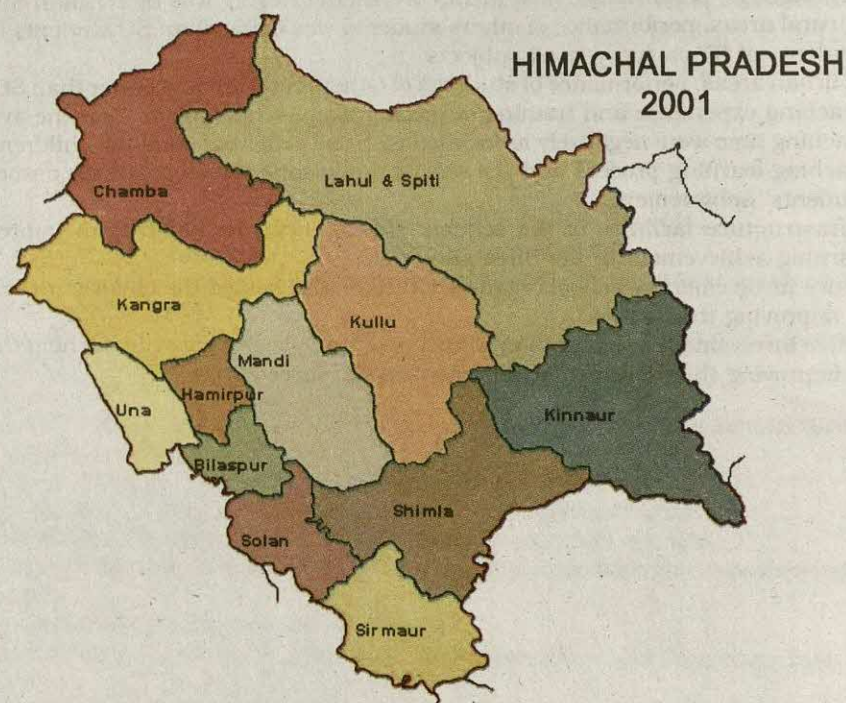 HIMACHAL PRADESH
2001
Chamba
Lahul & Spiti
Kangra
Kullu
Mandi
Hamirpur
Una
Kinnaur
Bilaspur
Shimla
Solan
Sirmaur